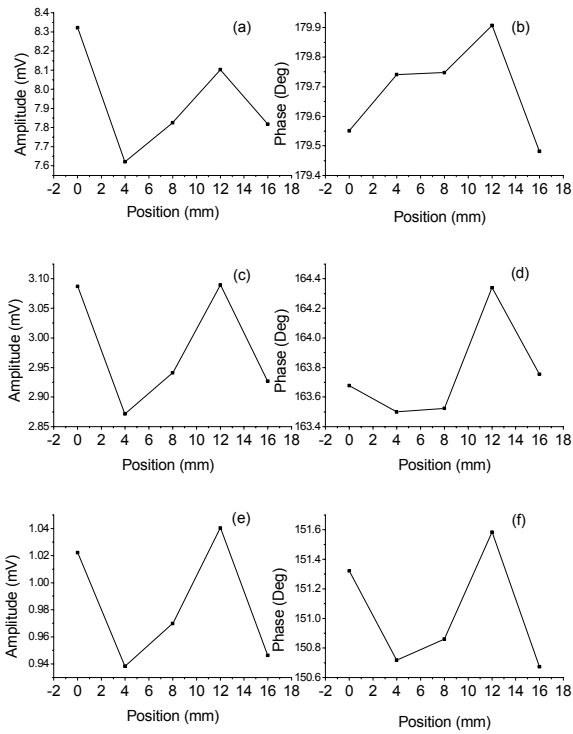 (a)
Amplitude (mV)
8.4
8.3
8.2
8.1
8.0
7.9
7.8
7.7
7.6
-2 0 2 4 6 8 10 12 14 16 18
Position (mm)
(b)
Phase (Deg)
179.9
179.8
179.7
179.6
179.5
179.4
-2 0 2 4 6 8 10 12 14 16 18
Position (mm)
(c)
Amplitude (mV)
3.10
3.05
3.00
2.95
2.90
2.85
-2 0 2 4 6 8 10 12 14 16 18
Position (mm)
(d)
Phase (Deg)
164.4
164.2
164.0
163.8
163.6
163.4
-2 0 2 4 6 8 10 12 14 16 18
Position (mm)
(e)
Amplitude (mV)
1.04
1.02
1.00
0.98
0.96
0.94
-2 0 2 4 6 8 10 12 14 16 18
Position (mm)
(f)
Phase (Deg)
151.6
151.4
151.2
151.0
150.8
150.6
-2 0 2 4 6 8 10 12 14 16 18
Position (mm)